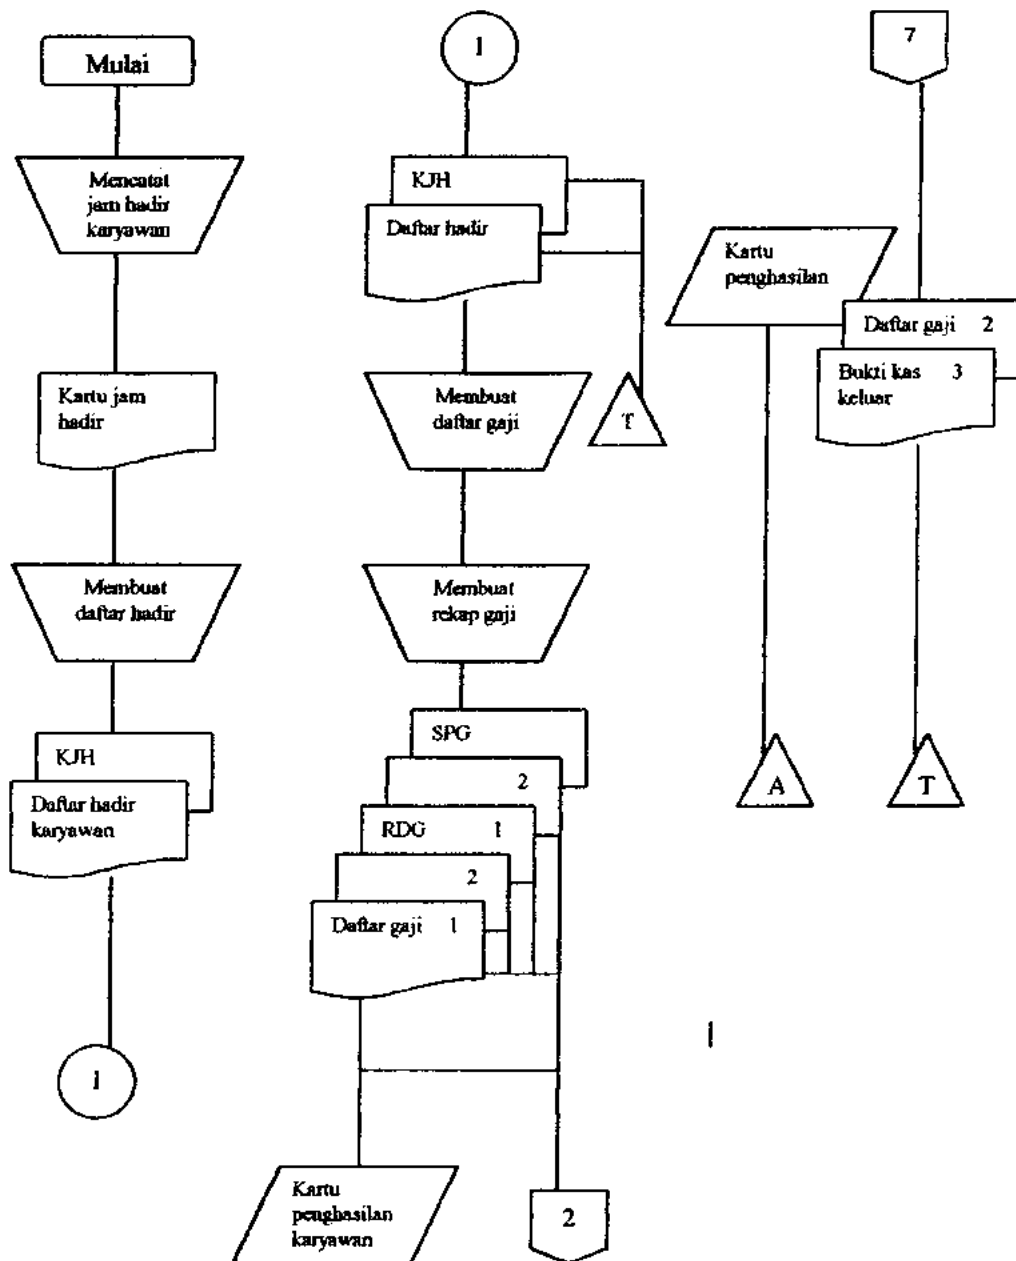 Mulai
Mencatat
jam hadir
karyawan
Kartu jam
hadir
Membuat
daftar hadir
KJH
Daftar hadir
karyawan
1
1
KJH
Daftar hadir
T
Membuat
daftar gaji
Membuat
rekap gaji
SPG
2
RDG 1
2
Daftar gaji 1
Kartu
penghasilan
karyawan
2
7
Kartu
penghasilan
Daftar gaji 2
Bukti kas 3
keluar
A
T